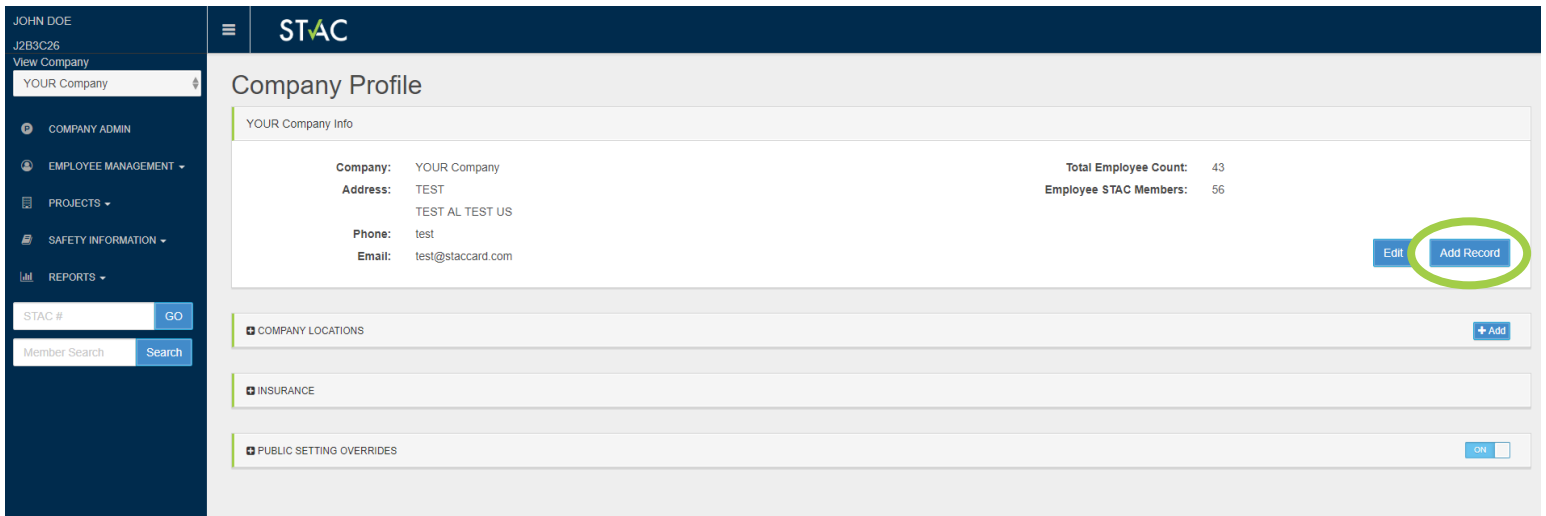 JOHN DOE
J2B3C26
View Company
YOUR Company
COMPANY ADMIN
EMPLOYEE MANAGEMENT
PROJECTS
SAFETY INFORMATION
REPORTS
STAC # GO
Member Search Search
STAC
Company Profile
YOUR Company Info
Company: YOUR Company
Address: TEST
TEST AL TEST US
Phone: test
Email: test@staccard.com
Total Employee Count: 43
Employee STAC Members: 56
Edit Add Record
COMPANY LOCATIONS + Add
INSURANCE
PUBLIC SETTING OVERRIDES ON